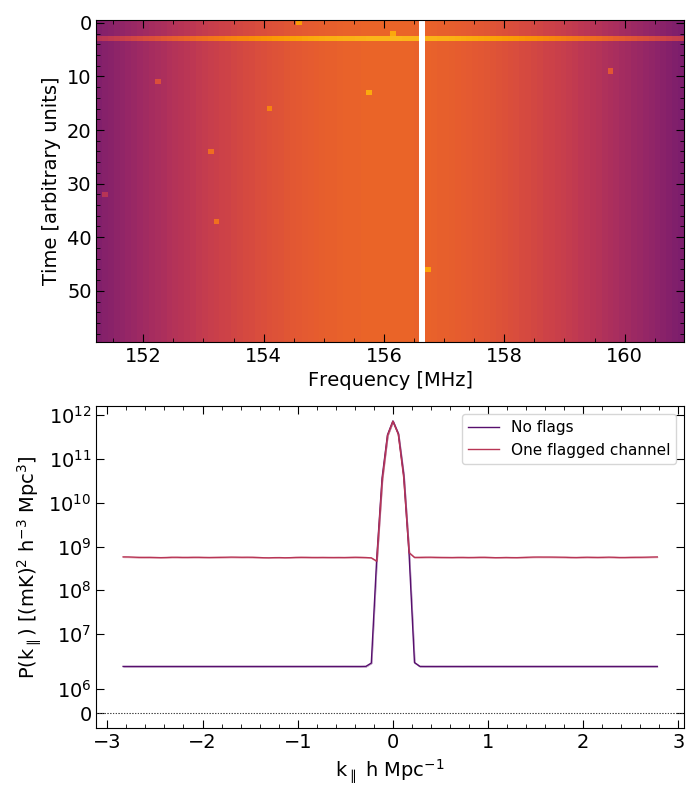 0
10
20
30
40
50
Time [arbitrary units]
152 154 156 158 160
Frequency [MHz]
10¹²
10¹¹
10¹⁰
10⁹
10⁸
10⁷
10⁶
0
P(k∥) [(mK)² h⁻³ Mpc³]
No flags
One flagged channel
−3 −2 −1 0 1 2 3
k∥ h Mpc⁻¹